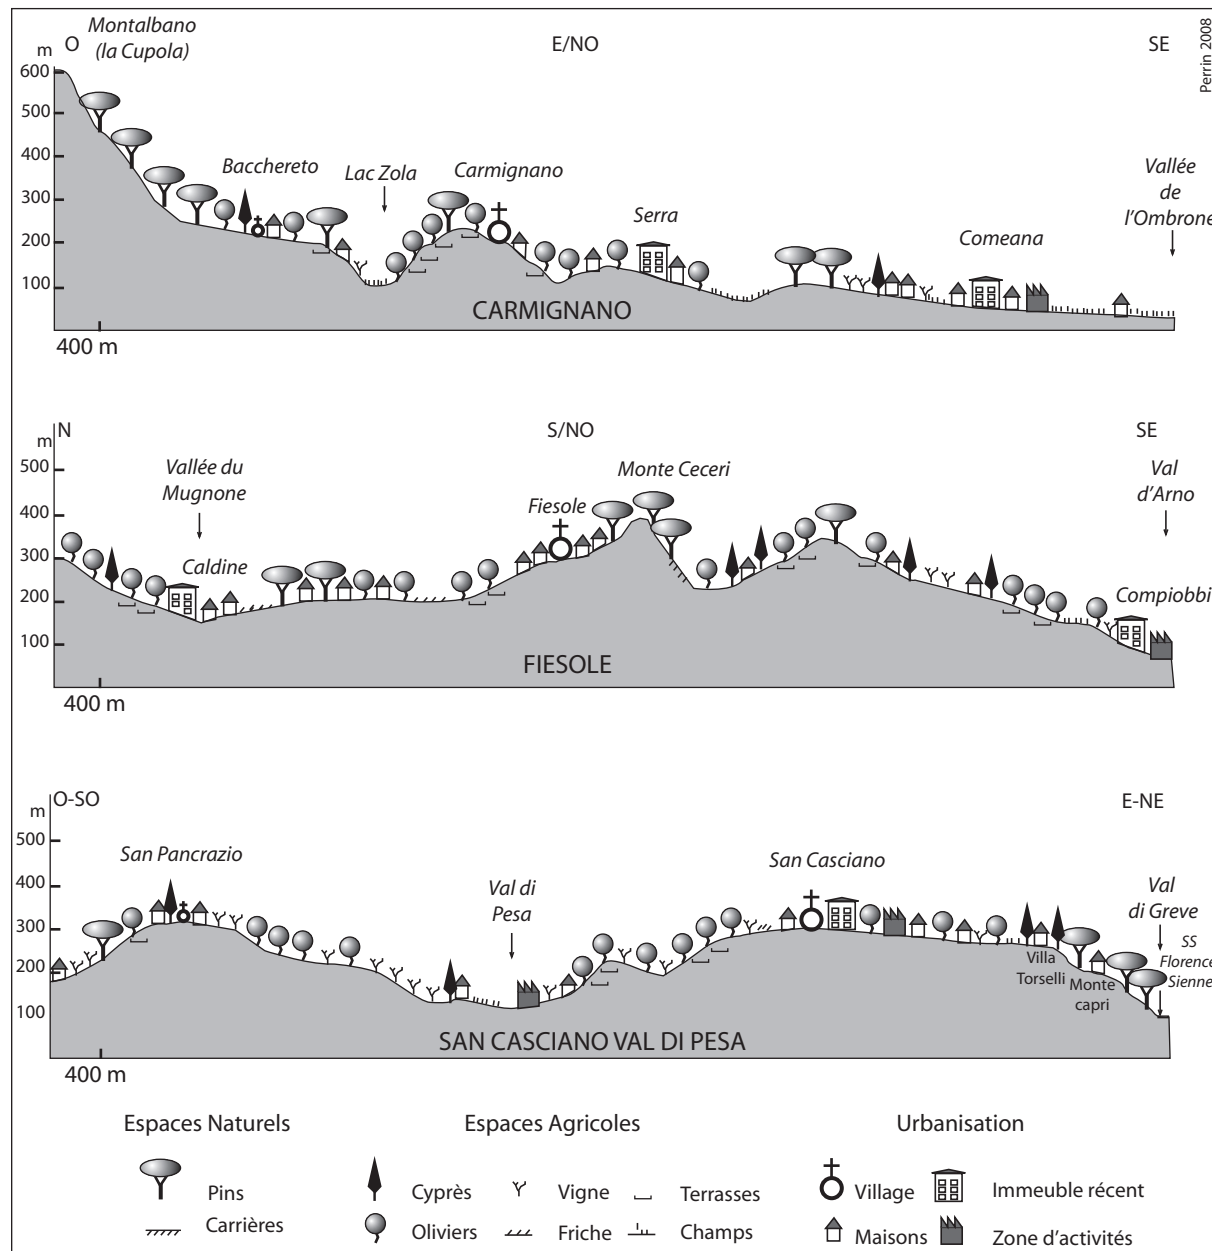 Perrin 2008
O
Montalbano
(la Cupola)
E/NO
SE
m
600
500
400
300
200
100
Baccherto
Lac Zola
Carmignano
Serra
Comeana
Vallée
de
l'Ombrone
CARMIGNANO
400 m
N
S/NO
SE
m
500
400
300
200
100
Vallée du
Mugnone
Caldine
Fiesole
Monte Ceceri
Val
d'Arno
Compiobbi
FIESOLE
400 m
O-SO
E-NE
m
500
400
300
200
100
San Pancrazio
Val di
Pesa
San Casciano
Villa
Torselli
Monte
capri
Val
di Greve
SS
Florence
Sienne
SAN CASCIANO VAL DI PESA
400 m
Espaces Naturels
Pins
Carrières
Espaces Agricoles
Cyprès
Vigne
Terrasses
Oliviers
Friche
Champs
Urbanisation
Village
Immeuble récent
Maisons
Zone d'activités